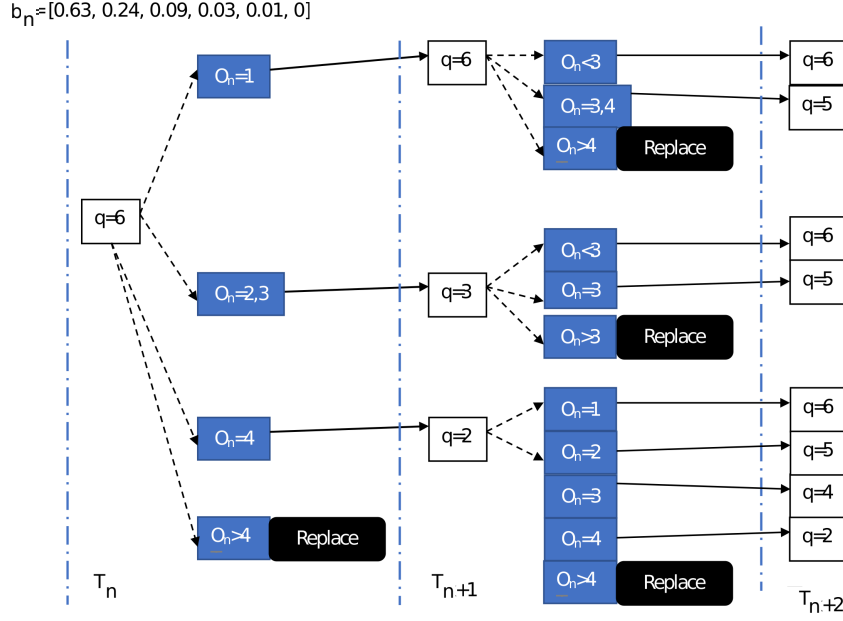 bn=[0.63, 0.24, 0.09, 0.03, 0.01, 0]
q=6
On=1
On=2,3
On=4
On>4
Replace
Tn
q=6
On<3
On=3,4
On>4
Replace
q=3
On<3
On=3
On>3
Replace
q=2
On=1
On=2
On=3
On=4
On>4
Replace
Tn+1
q=6
q=5
q=6
q=5
q=6
q=5
q=4
q=2
Tn+2